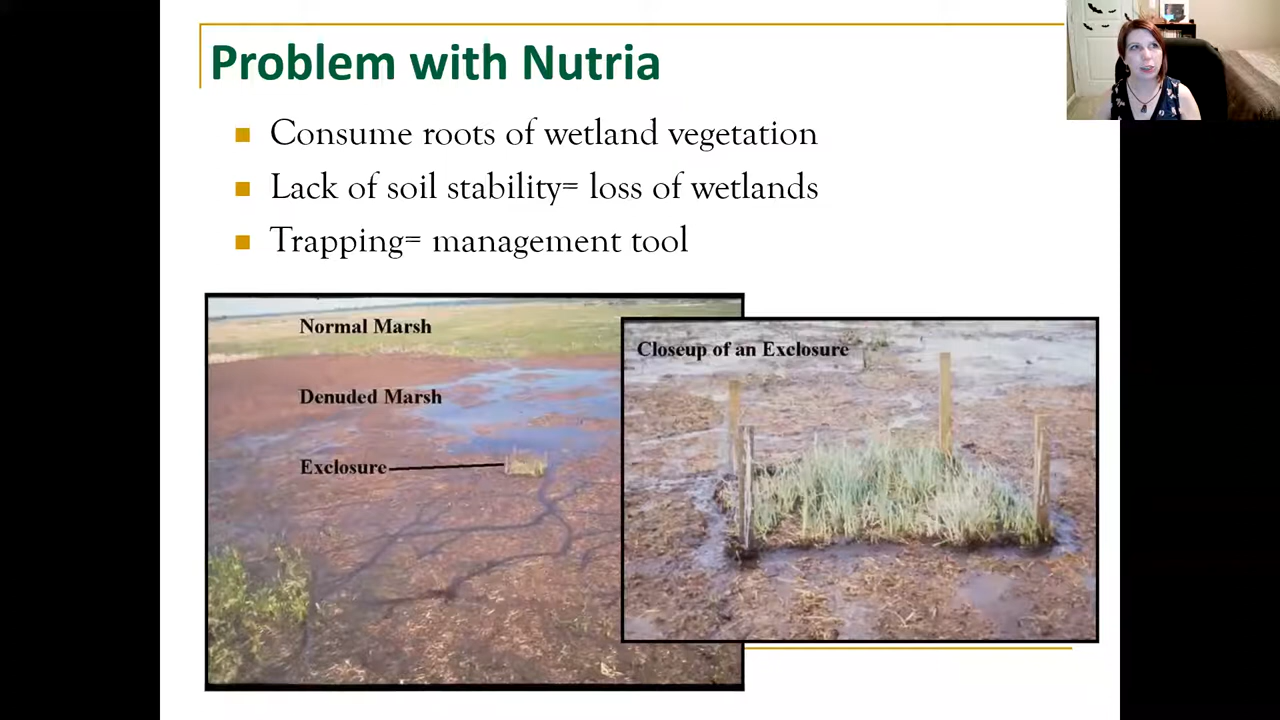 Problem with Nutria
Consume roots of wetland vegetation
Lack of soil stability= loss of wetlands
Trapping= management tool
Normal Marsh
Denuded Marsh
Exclosure
Closeup of an Exclosure